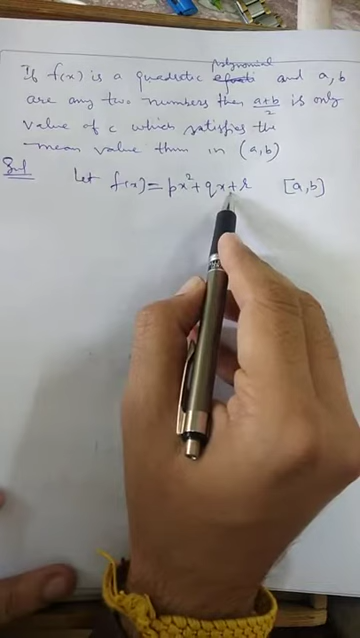 If f(x) is a quadratic polynomial and a, b
are any two numbers then a+b/2 is only
value of c which satisfies the
mean value thm in (a,b)
Sol Let f(x) = px²+qx+r [a,b]